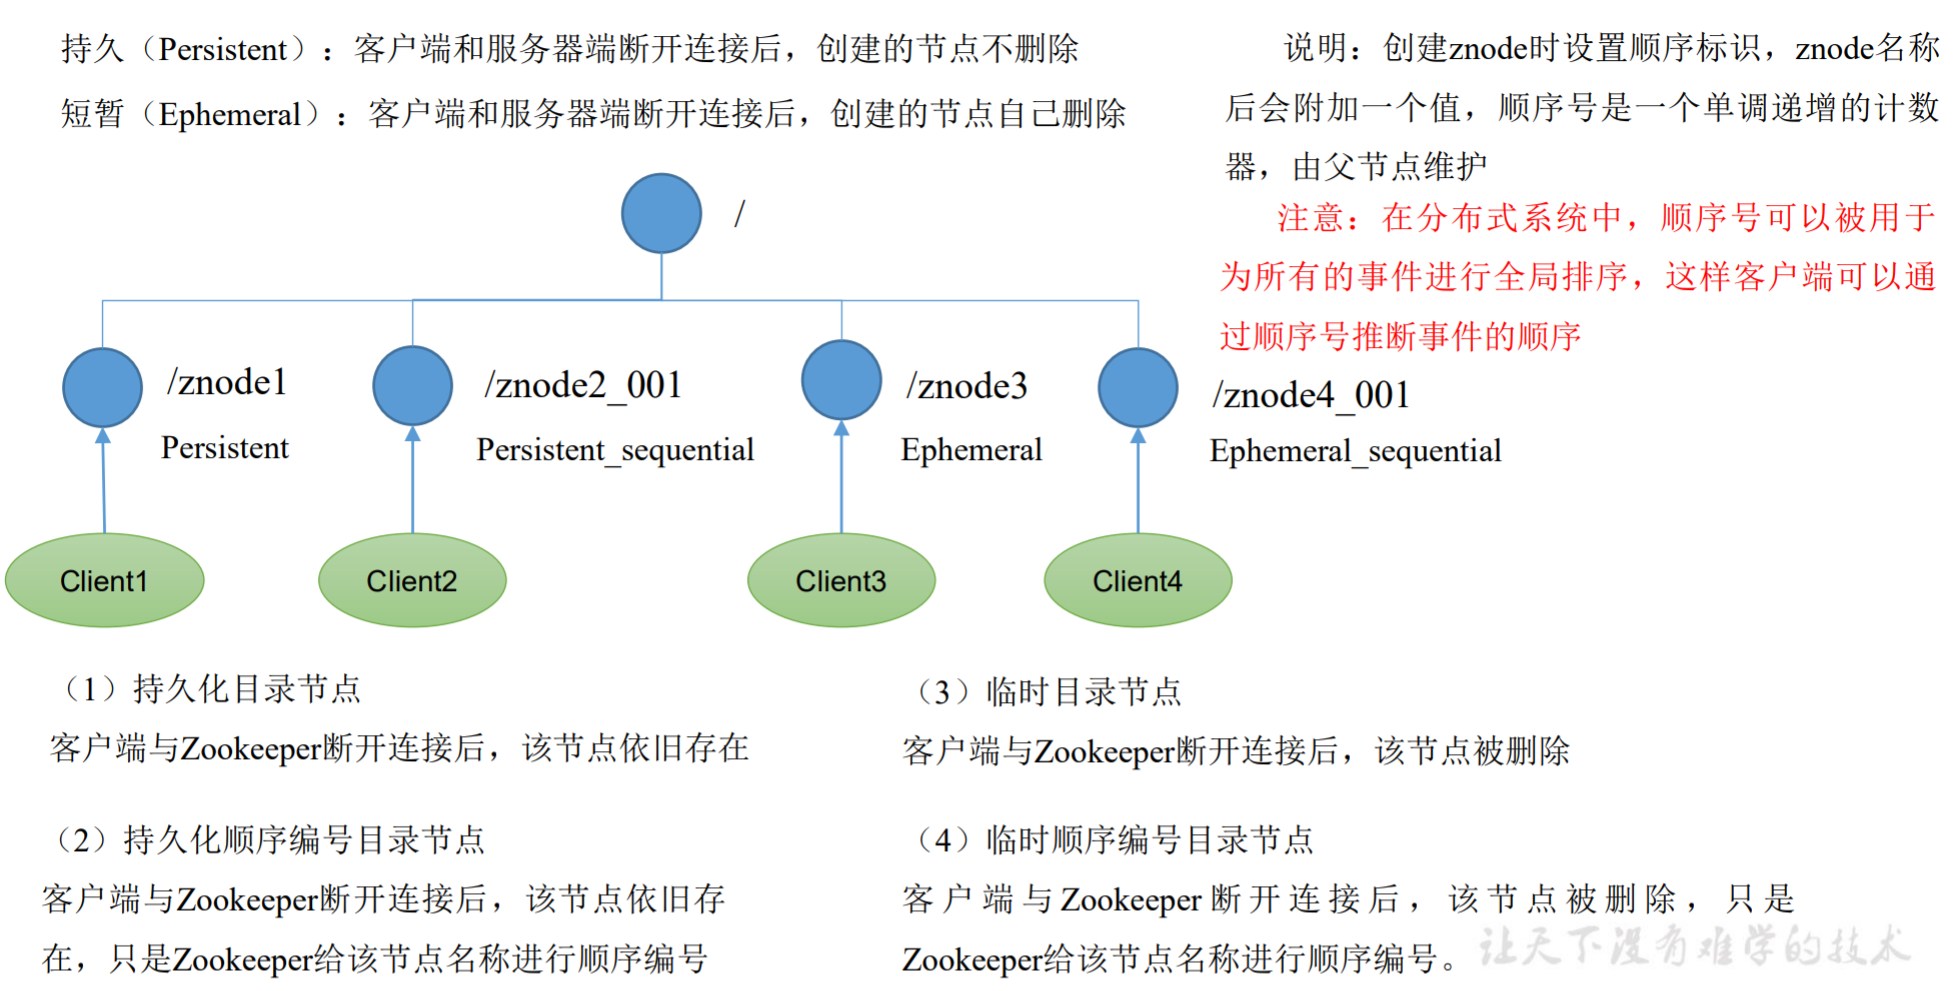 持久（Persistent）：客户端和服务器端断开连接后，创建的节点不删除
短暂（Ephemeral）：客户端和服务器端断开连接后，创建的节点自己删除
说明：创建znode时设置顺序标识，znode名称
后会附加一个值，顺序号是一个单调递增的计数
器，由父节点维护
注意：在分布式系统中，顺序号可以被用于
为所有的事件进行全局排序，这样客户端可以通
过顺序号推断事件的顺序
/
/znode1
Persistent
/znode2_001
Persistent_sequential
/znode3
Ephemeral
/znode4_001
Ephemeral_sequential
Client1
Client2
Client3
Client4
（1）持久化目录节点
客户端与Zookeeper断开连接后，该节点依旧存在
（2）持久化顺序编号目录节点
客户端与Zookeeper断开连接后，该节点依旧存
在，只是Zookeeper给该节点名称进行顺序编号
（3）临时目录节点
客户端与Zookeeper断开连接后，该节点被删除
（4）临时顺序编号目录节点
客户端与Zookeeper断开连接后，该节点被删除，只是
Zookeeper给该节点名称进行顺序编号。
让天下没有难学的技术